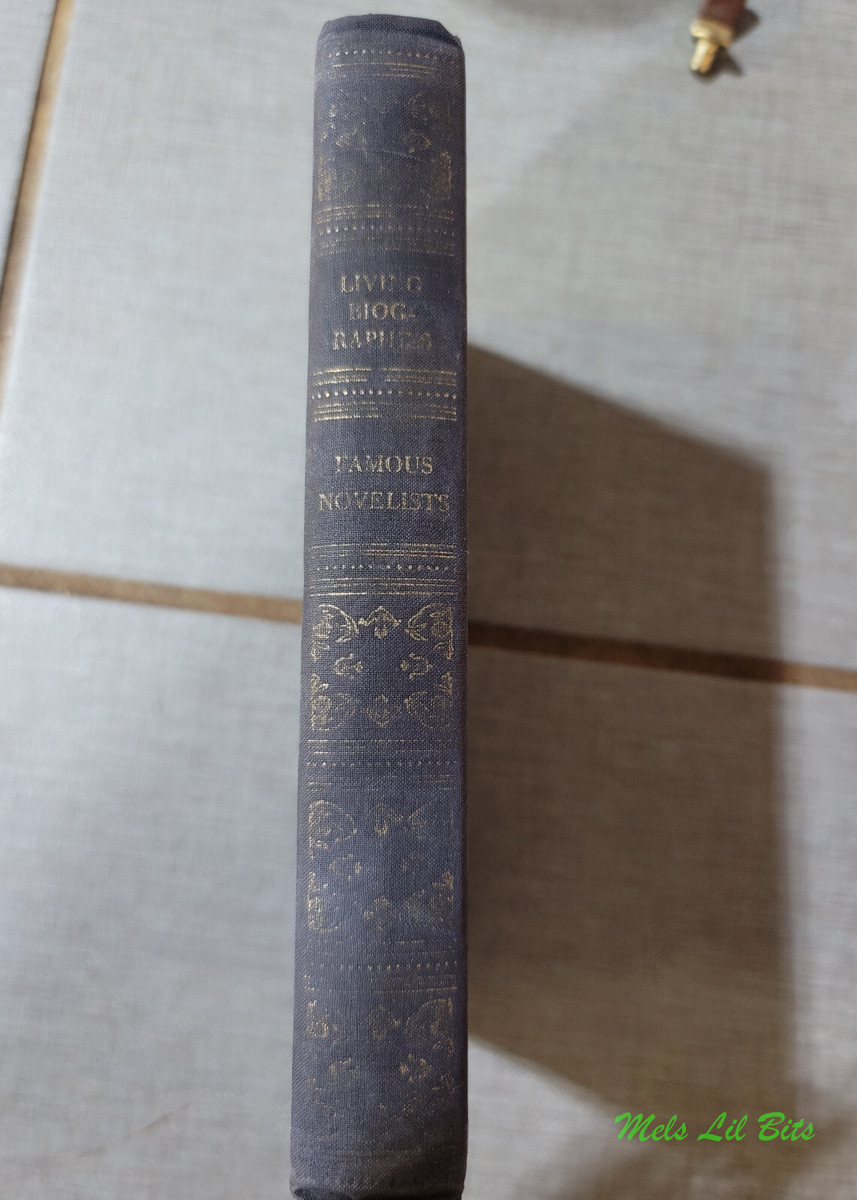 LIVING
BIOG-
RAPHIES
FAMOUS
NOVELISTS
Mels Lil Bits